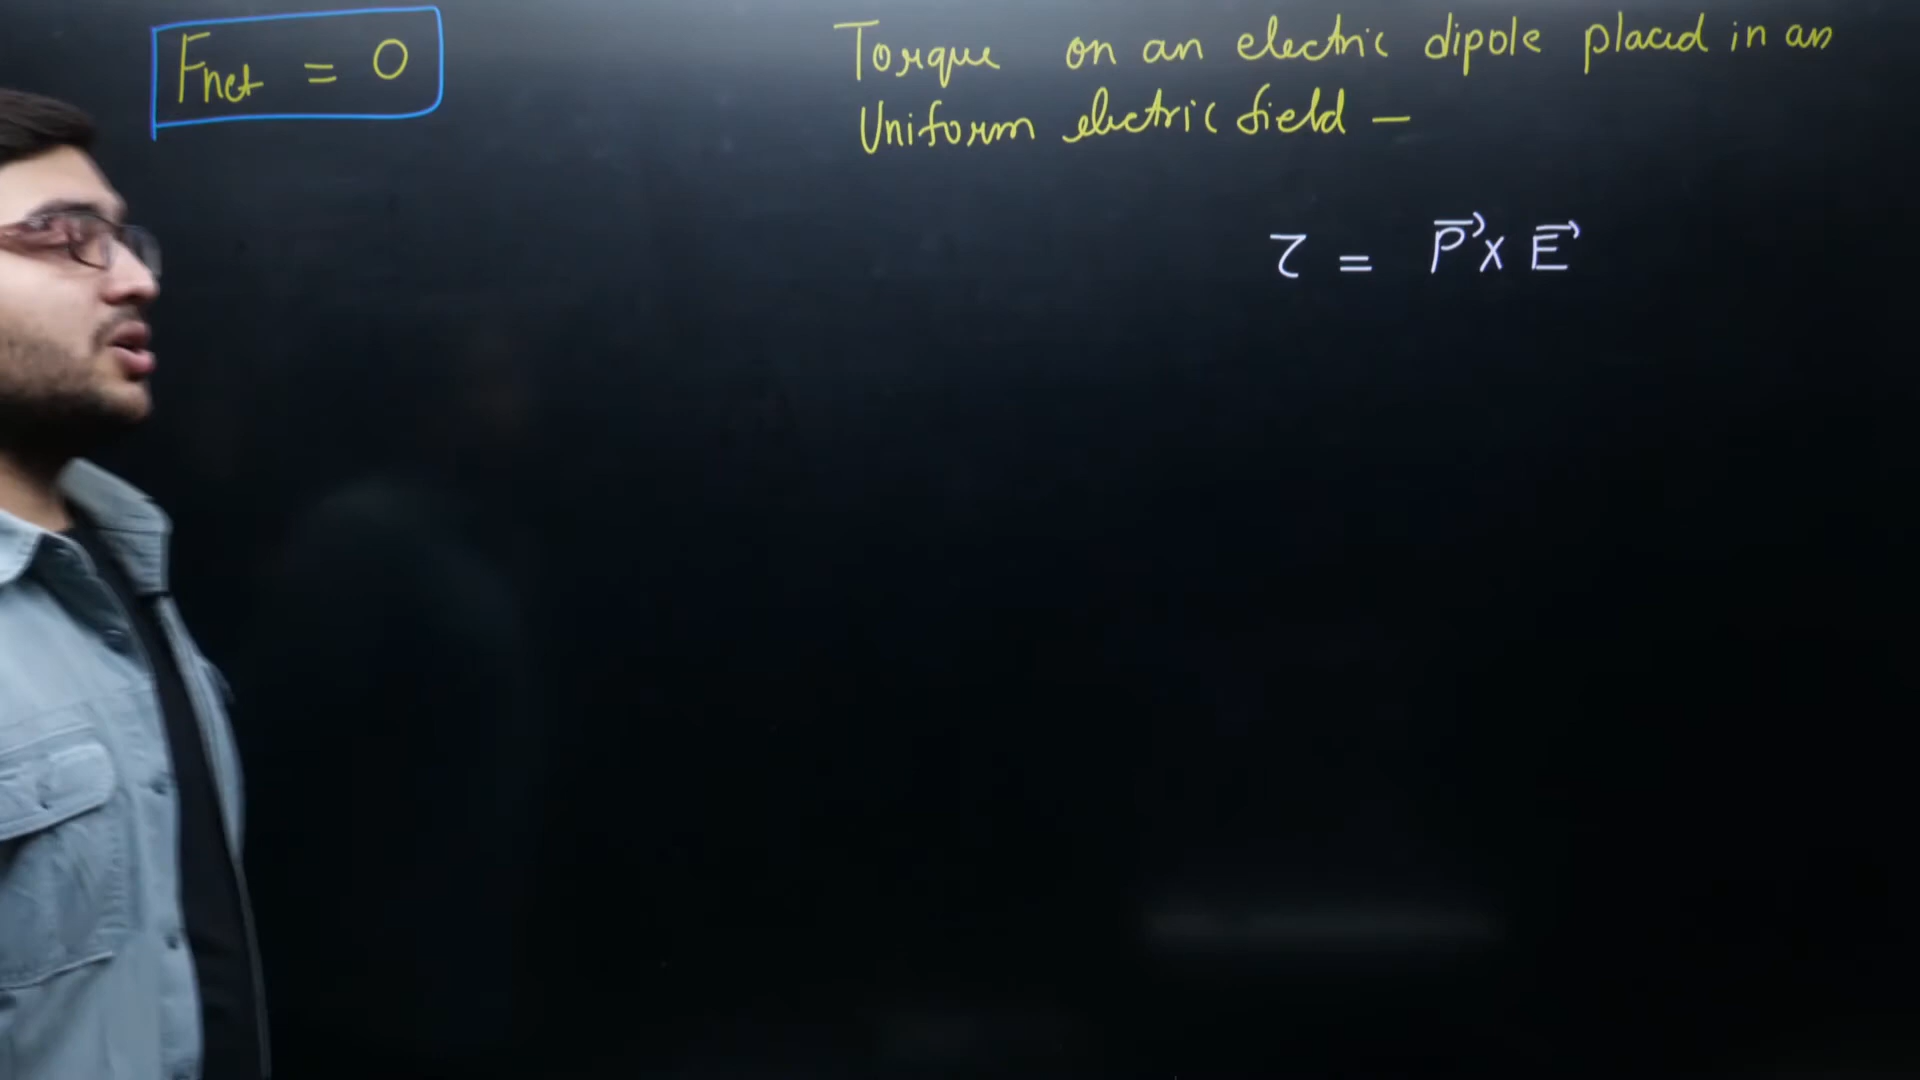 Fnet = 0
Torque on an electric dipole placed in an
Uniform electric field —
τ = P⃗ x E⃗